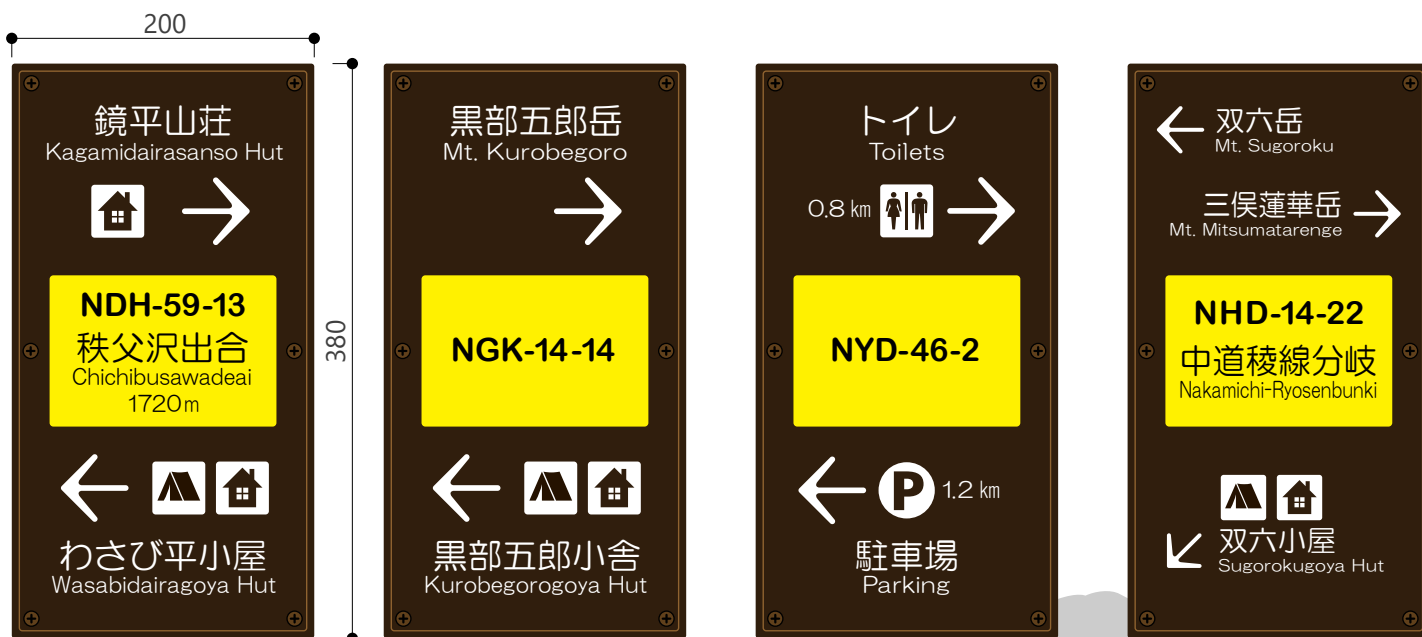 200
380
鏡平山荘
Kagamidairasanso Hut
NDH-59-13
秩父沢出合
Chichibusawadeai
1720m
わさび平小屋
Wasabidairagoya Hut
黒部五郎岳
Mt. Kurobegoro
NGK-14-14
黒部五郎小舎
Kurobegorogoya Hut
トイレ
Toilets
0.8 km
NYD-46-2
P 1.2 km
駐車場
Parking
双六岳
Mt. Sugoroku
三俣蓮華岳
Mt. Mitsumatarenge
NHD-14-22
中道稜線分岐
Nakamichi-Ryosenbunki
双六小屋
Sugorokugoya Hut